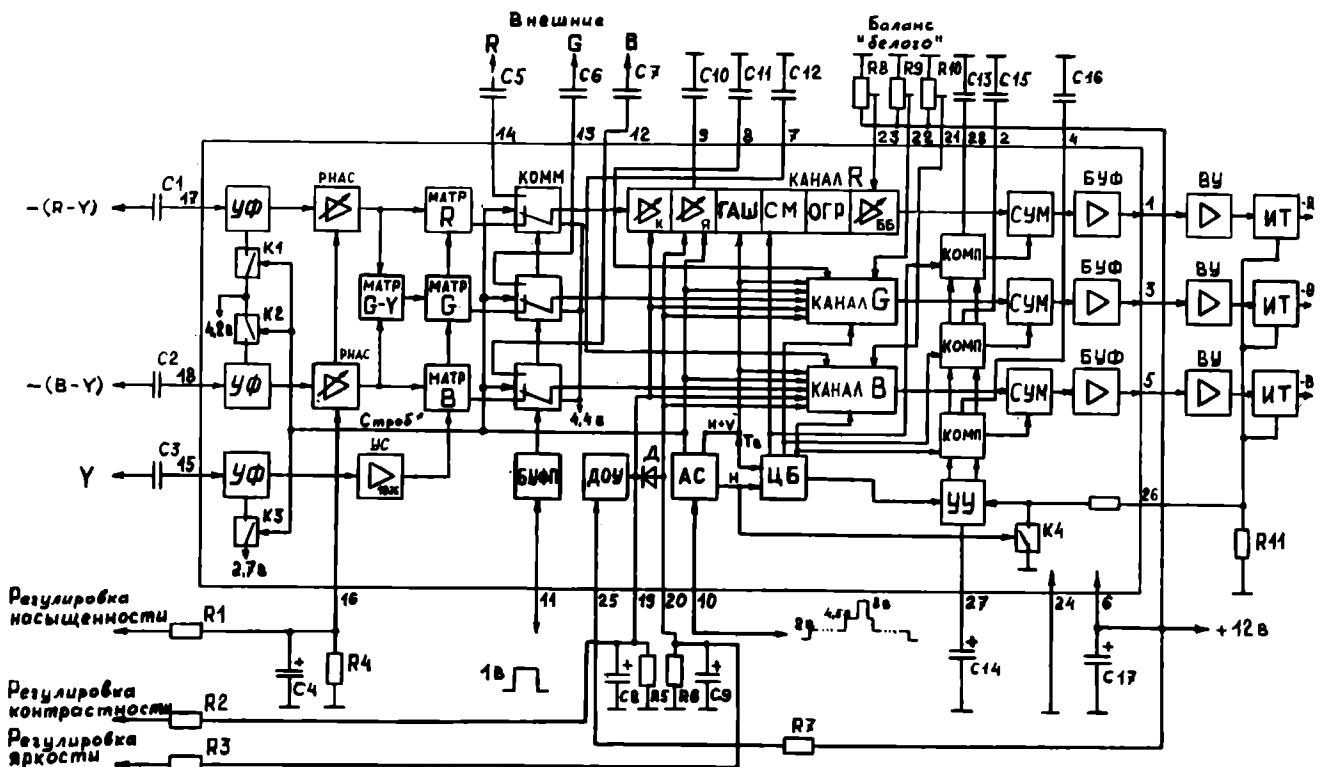 Внешние
R G B
Баланс
"белого"
C5 C6 C7 C10 C11 C12 R8 R9 R10 C13 C15 C16
14 13 12 9 8 7 23 22 21 28 2 4
-(R-Y) C1 17 УФ РНАС МАТР R КОММ
КАНАЛ R
К Я ГАШ СМ ОГР ББ
СУМ БУФ 1 ВУ ИТ -R
К1
4,2В
К2
МАТР G-Y
МАТР G
КАНАЛ G
КОМП
СУМ БУФ 3 ВУ ИТ
-(B-Y) C2 18 УФ РНАС МАТР B
КАНАЛ B
КОМП
СУМ БУФ 5 ВУ ИТ -B
4,4В
"Строб"
Y C3 15 УФ УС
БУФП ДОУ Д АС Н+V Тв Н ЦБ
КОМП
УУ
26
К3
2,7В
К4
R11
Регулировка
насыщенности
R1 16 11 25 19 20 10 27 24 6
C4 R4
1В
C8 R5 R6 C9
4,5В 8В
C14 C17
+12В
Регулировка
контрастности
R2
R7
Регулировка
яркости
R3